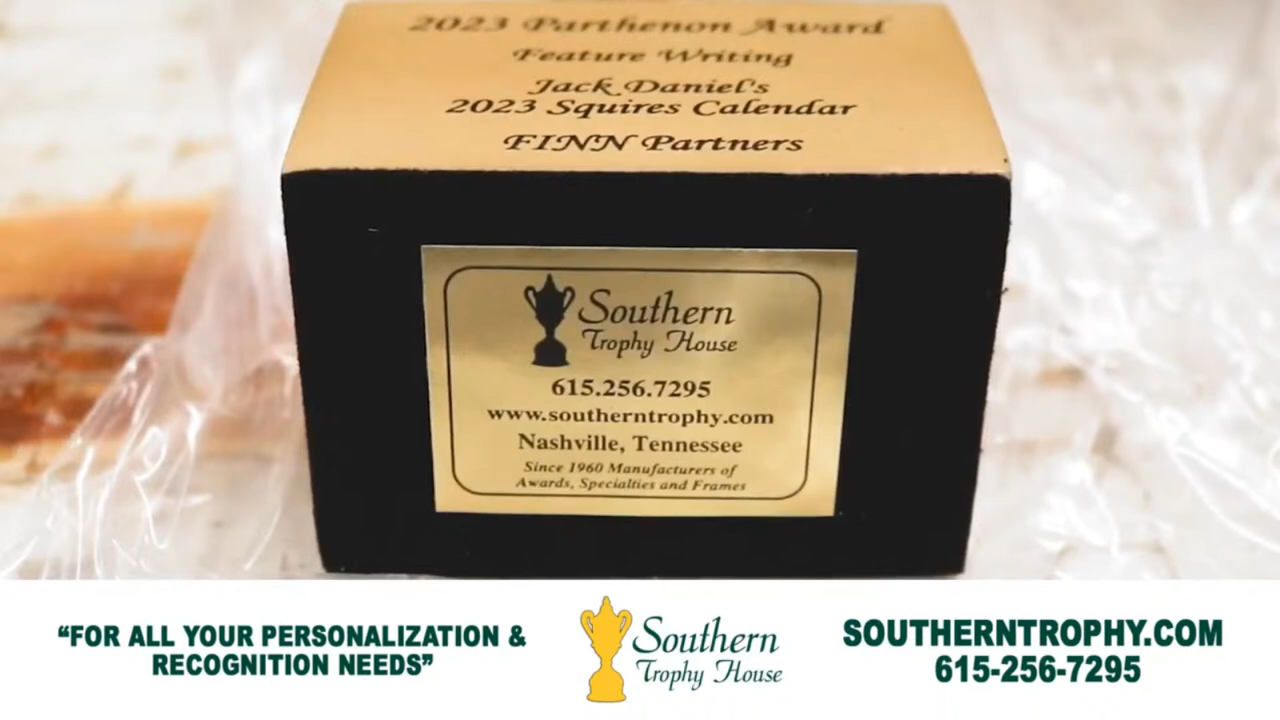 2023 Parthenon Award
Feature Writing
Jack Daniel's
2023 Squires Calendar
FINN Partners
Southern
Trophy House
615.256.7295
www.southerntrophy.com
Nashville, Tennessee
Since 1960 Manufacturers of
Awards, Specialties and Frames
“FOR ALL YOUR PERSONALIZATION &
RECOGNITION NEEDS”
Southern
Trophy House
SOUTHERNTROPHY.COM
615-256-7295